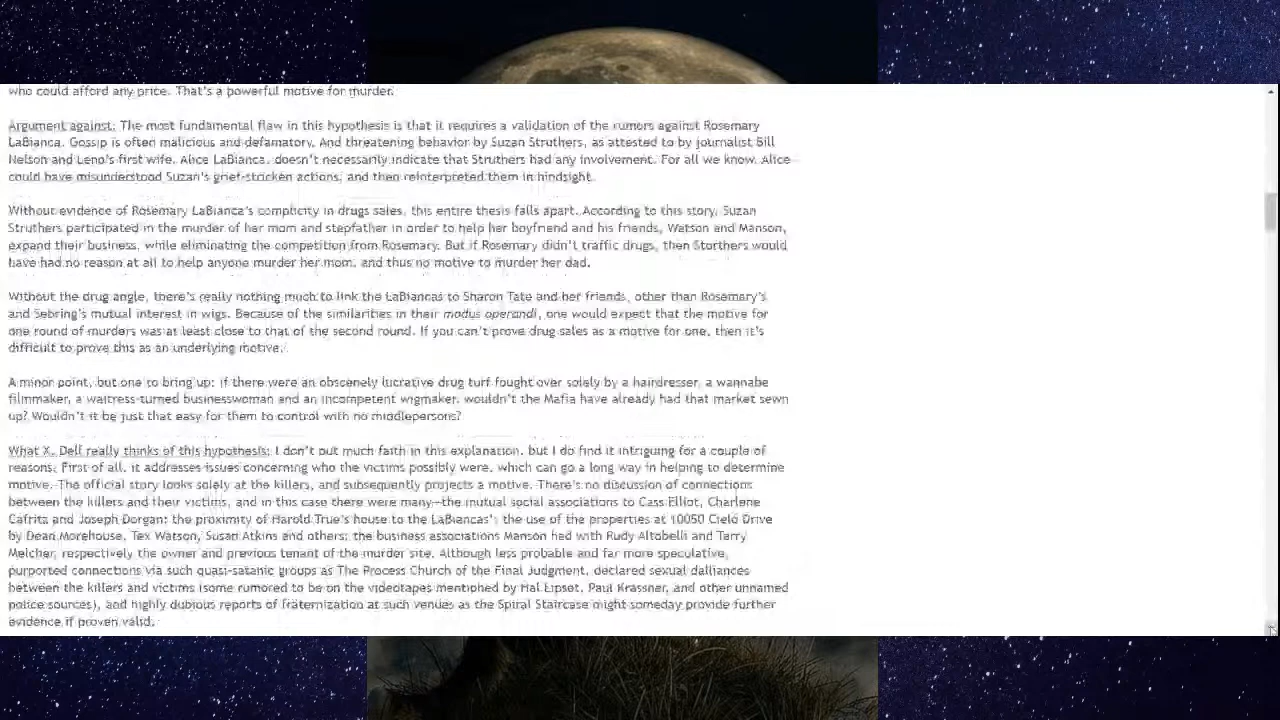 who could afford any price. That's a powerful motive for murder.
Argument against: The most fundamental flaw in this hypothesis is that it requires a validation of the rumors against Rosemary
LaBianca. Gossip is often malicious and defamatory. And threatening behavior by Suzan Struthers, as attested to by journalist Bill
Nelson and Leno's first wife, Alice LaBianca, doesn't necessarily indicate that Struthers had any involvement. For all we know, Alice
could have misunderstood Suzan's grief-stricken actions, and then reinterpreted them in hindsight.
Without evidence of Rosemary LaBianca's complicity in drugs sales, this entire thesis falls apart. According to this story, Suzan
Struthers participated in the murder of her mom and stepfather in order to help her boyfriend and his friends, Watson and Manson,
expand their business, while eliminating the competition from Rosemary. But if Rosemary didn't traffic drugs, then Storthers would
have had no reason at all to help anyone murder her mom, and thus no motive to murder her dad.
Without the drug angle, there's really nothing much to link the LaBiancas to Sharon Tate and her friends, other than Rosemary's
and Sebring's mutual interest in wigs. Because of the similarities in their modus operandi, one would expect that the motive for
one round of murders was at least close to that of the second round. If you can't prove drug sales as a motive for one, then it's
difficult to prove this as an underlying motive.
A minor point, but one to bring up: if there were an obscenely lucrative drug turf fought over solely by a hairdresser, a wannabe
filmmaker, a waitress-turned businesswoman and an incompetent wigmaker, wouldn't the Mafia have already had that market sewn
up? Wouldn't it be just that easy for them to control with no middlepersons?
What X. Dell really thinks of this hypothesis: I don't put much faith in this explanation, but I do find it intriguing for a couple of
reasons. First of all, it addresses issues concerning who the victims possibly were, which can go a long way in helping to determine
motive. The official story looks solely at the killers, and subsequently projects a motive. There's no discussion of connections
between the killers and their victims, and in this case there were many--the mutual social associations to Cass Elliot, Charlene
Cafritz and Joseph Dorgan; the proximity of Harold True's house to the LaBiancas'; the use of the properties at 10050 Cielo Drive
by Dean Morehouse, Tex Watson, Susan Atkins and others; the business associations Manson had with Rudy Altobelli and Terry
Melcher, respectively the owner and previous tenant of the murder site. Although less probable and far more speculative,
purported connections via such quasi-satanic groups as The Process Church of the Final Judgment, declared sexual dalliances
between the killers and victims (some rumored to be on the videotapes mentioned by Hal Lipset, Paul Krassner, and other unnamed
police sources), and highly dubious reports of fraternization at such venues as the Spiral Staircase might someday provide further
evidence if proven valid.